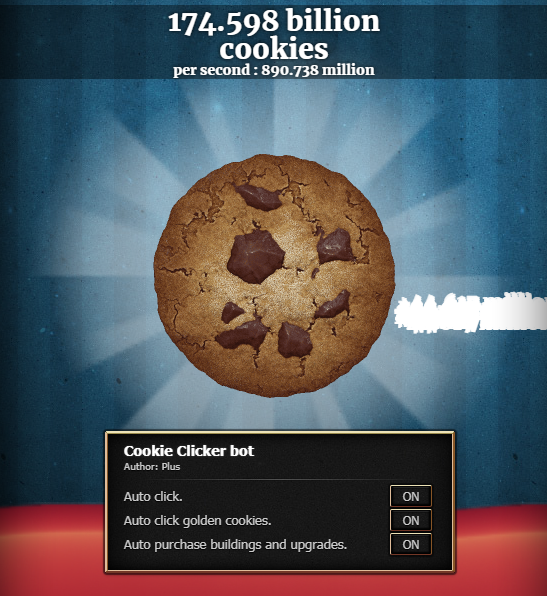 174.598 billion
cookies
per second : 890.738 million
Cookie Clicker bot
Author: Plus
Auto click. ON
Auto click golden cookies. ON
Auto purchase buildings and upgrades. ON